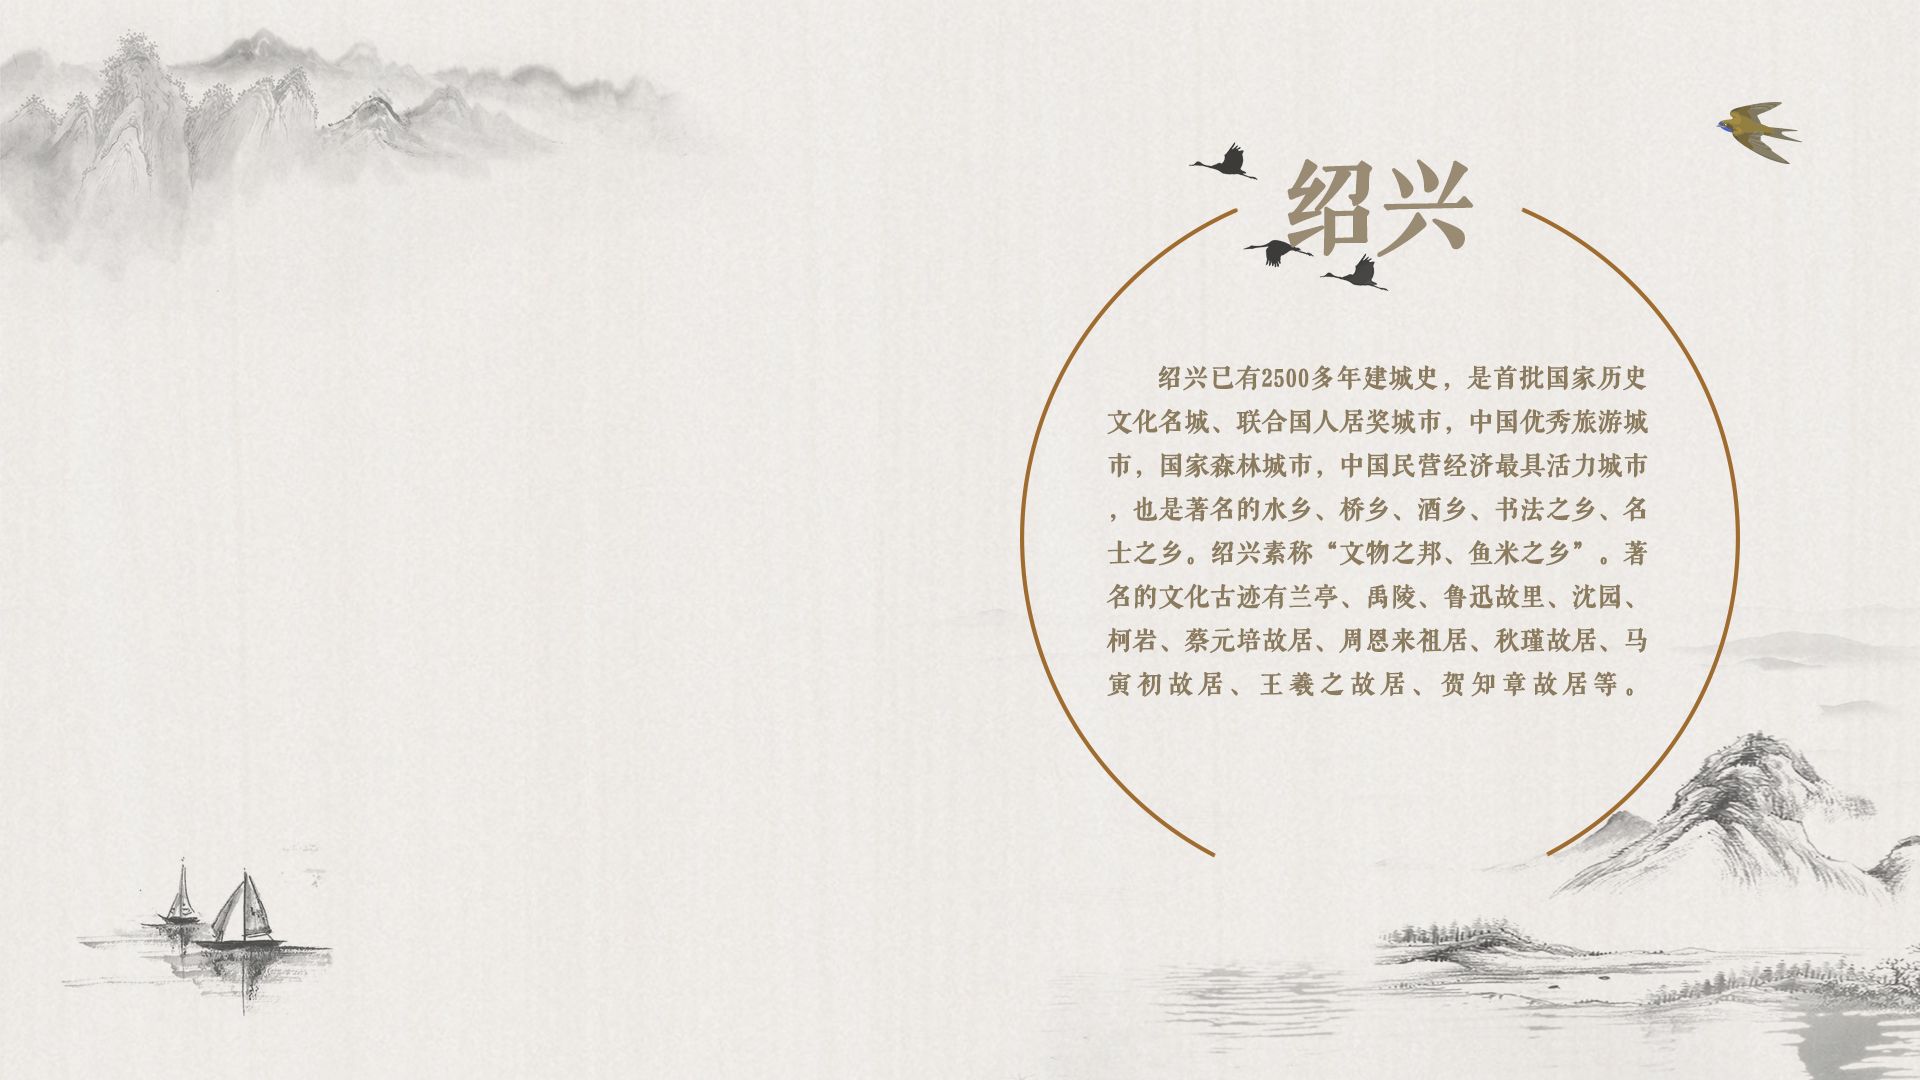 绍兴
绍兴已有2500多年建城史，是首批国家历史
文化名城、联合国人居奖城市，中国优秀旅游城
市，国家森林城市，中国民营经济最具活力城市
，也是著名的水乡、桥乡、酒乡、书法之乡、名
士之乡。绍兴素称“文物之邦、鱼米之乡”。著
名的文化古迹有兰亭、禹陵、鲁迅故里、沈园、
柯岩、蔡元培故居、周恩来祖居、秋瑾故居、马
寅初故居、王羲之故居、贺知章故居等。